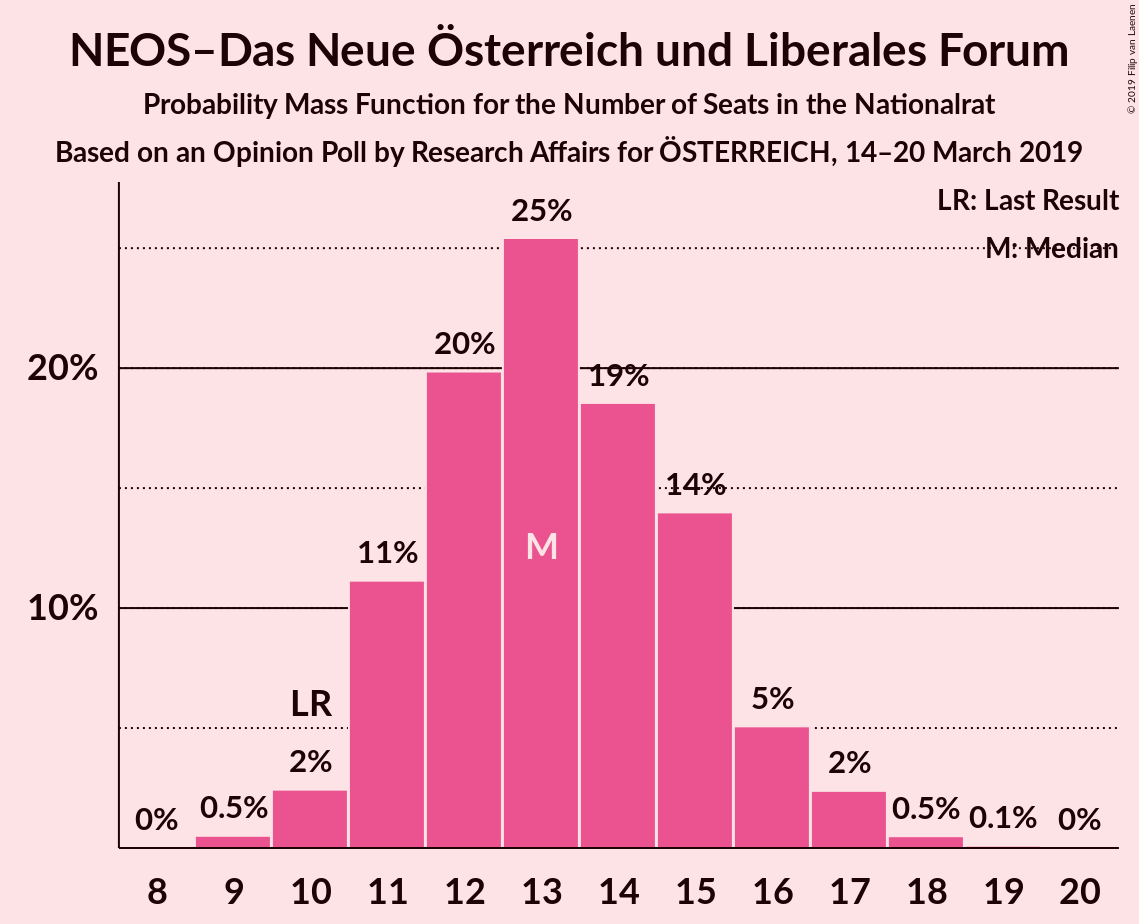 NEOS–Das Neue Österreich und Liberales Forum
Probability Mass Function for the Number of Seats in the Nationalrat
Based on an Opinion Poll by Research Affairs for ÖSTERREICH, 14–20 March 2019
© 2019 Filip van Laenen
LR: Last Result
M: Median
25%
20%
20%
19%
14%
11%
M
10%
LR
5%
2%
2%
0%
0.5%
0.5%
0.1%
0%
8 9 10 11 12 13 14 15 16 17 18 19 20